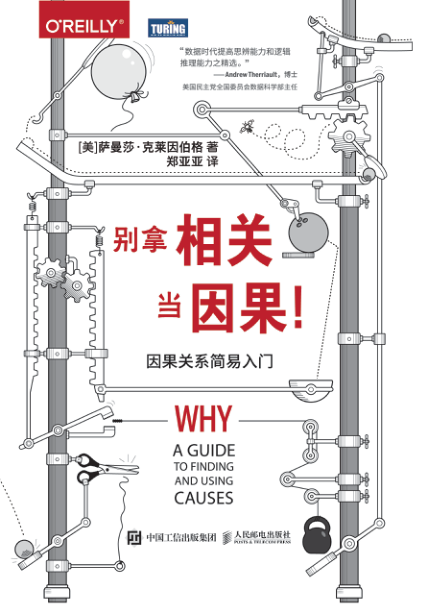 O'REILLY®
TURING
“数据时代提高思辨能力和逻辑
推理能力之精选。”
——Andrew Therriault，博士
美国民主党全国委员会数据科学部主任
[美]萨曼莎·克莱因伯格 著
郑亚亚 译
别拿 相关
当 因果!
因果关系简易入门
WHY
A GUIDE
TO FINDING
AND USING
CAUSES
中国工信出版集团
人民邮电出版社
POSTS & TELECOM PRESS